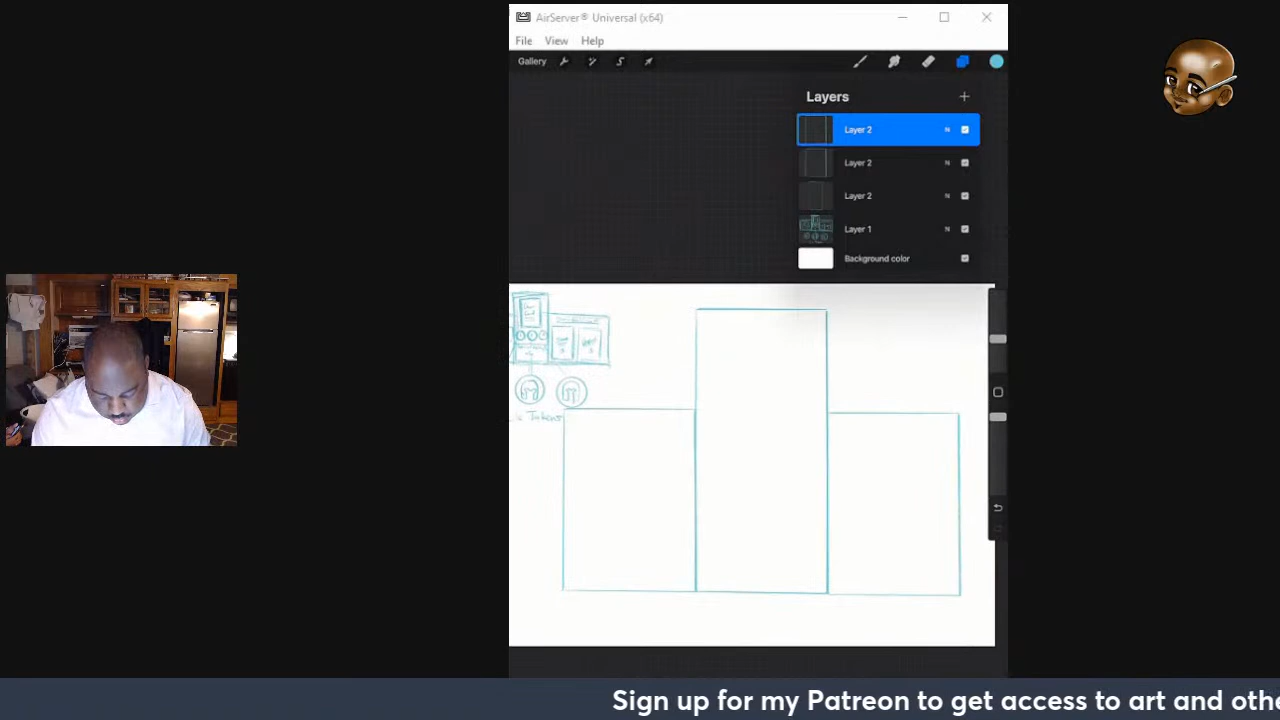 AirServer® Universal (x64)
File View Help
Gallery
Layers
Layer 2 N
Layer 2 N
Layer 2 N
Layer 1 N
Background color
Tokens
Sign up for my Patreon to get access to art and othe